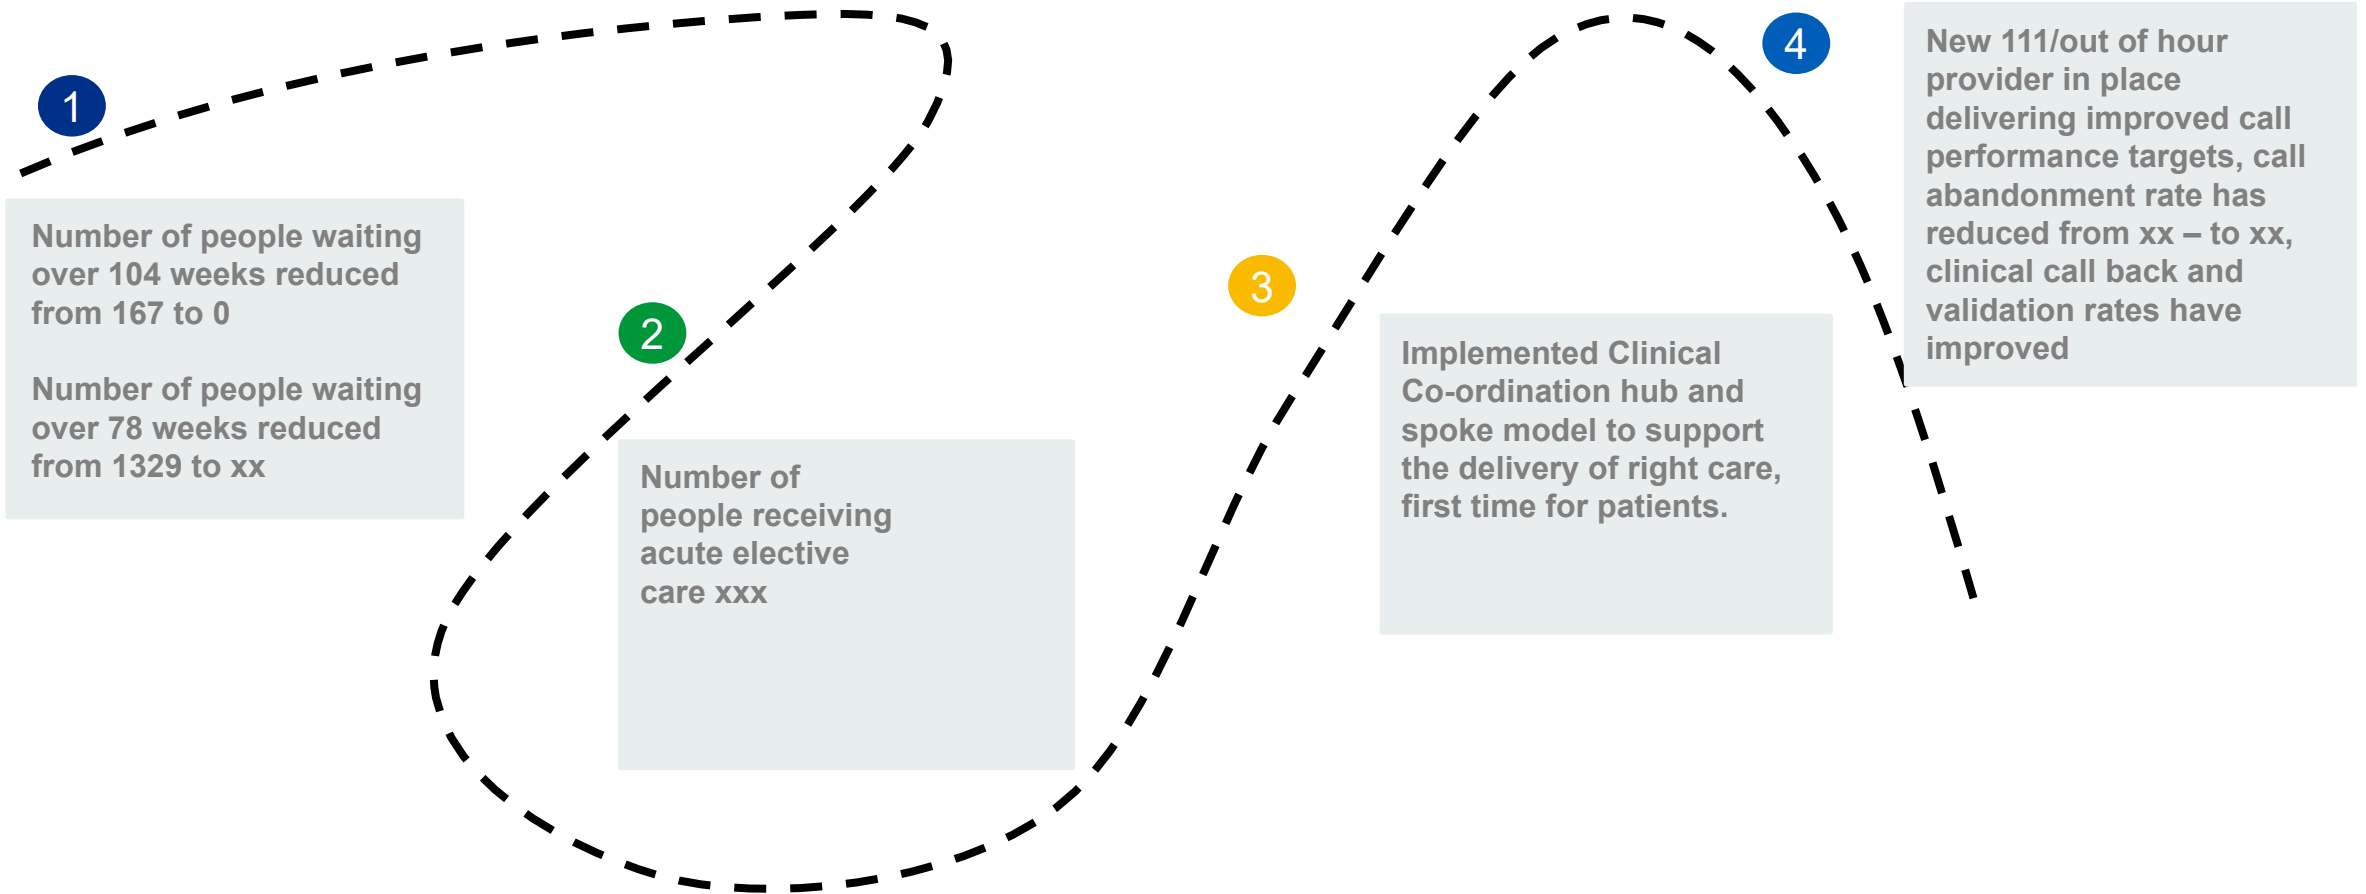 1
Number of people waiting
over 104 weeks reduced
from 167 to 0
Number of people waiting
over 78 weeks reduced
from 1329 to xx
2
Number of
people receiving
acute elective
care xxx
3
Implemented Clinical
Co-ordination hub and
spoke model to support
the delivery of right care,
first time for patients.
4
New 111/out of hour
provider in place
delivering improved call
performance targets, call
abandonment rate has
reduced from xx – to xx,
clinical call back and
validation rates have
improved